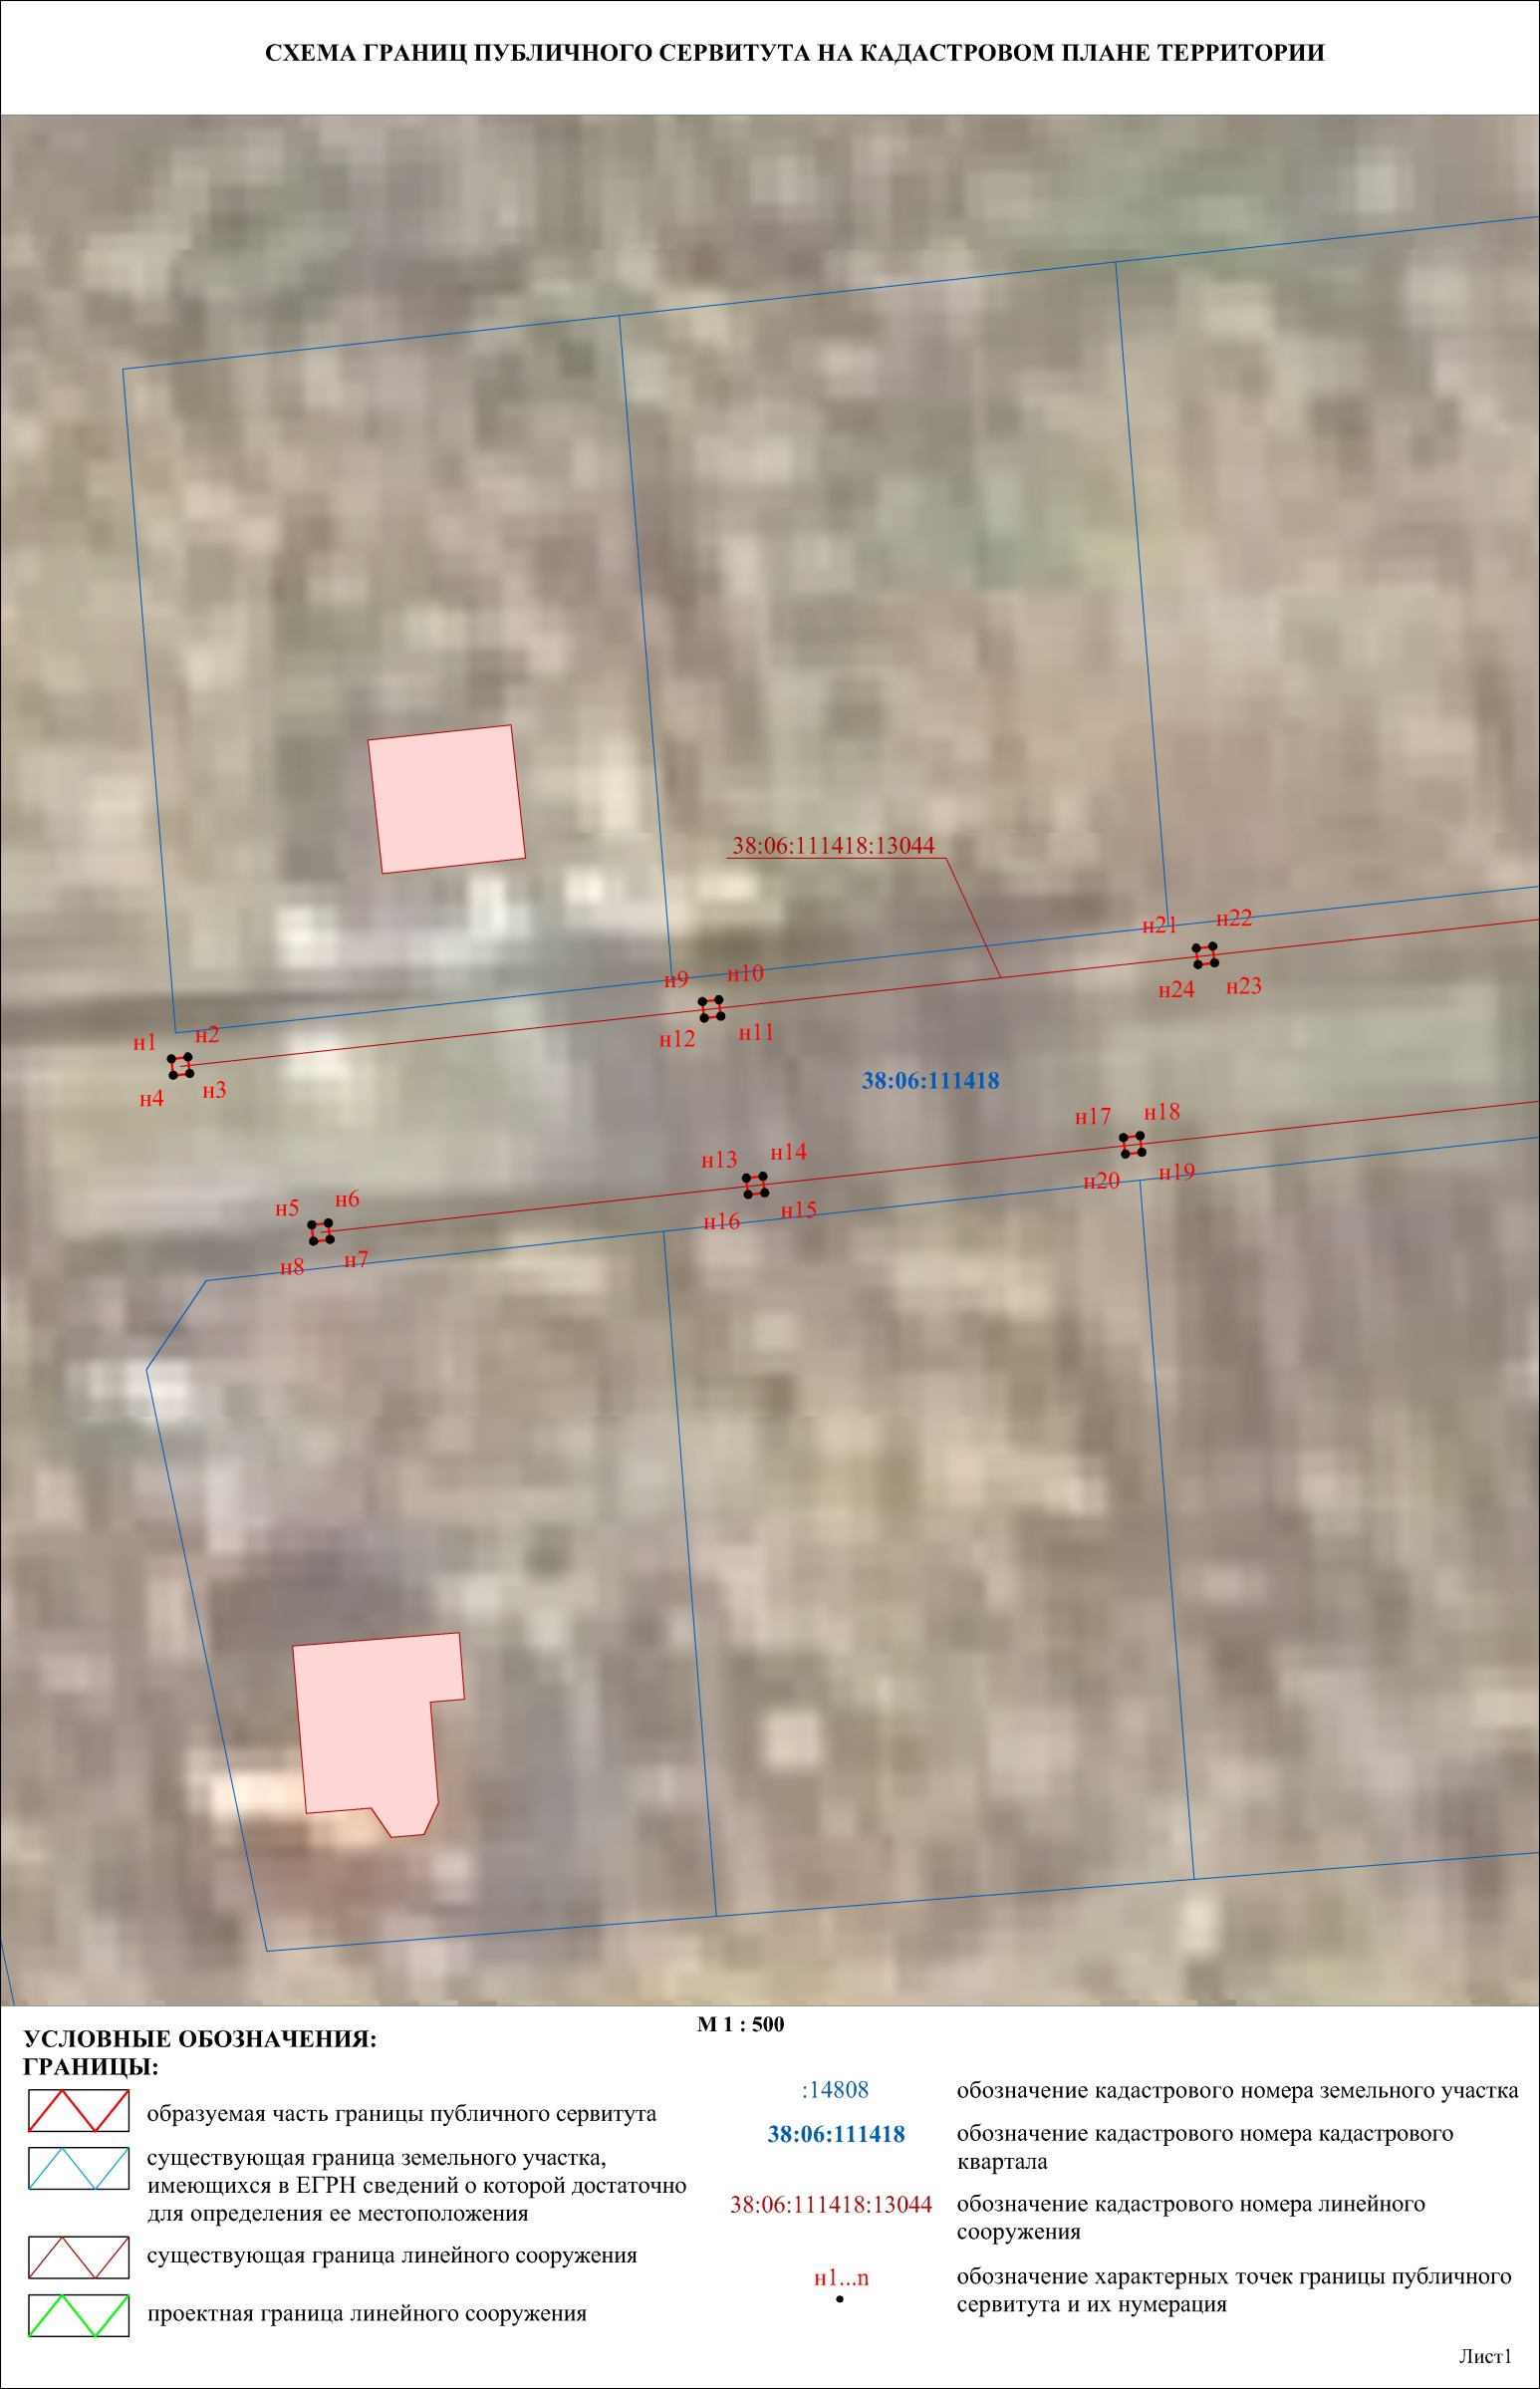 СХЕМА ГРАНИЦ ПУБЛИЧНОГО СЕРВИТУТА НА КАДАСТРОВОМ ПЛАНЕ ТЕРРИТОРИИ
38:06:111418:13044
н21 н22
н24 н23
н9 н10
н12 н11
н1 н2
н4 н3
38:06:111418
н17 н18
н20 н19
н13 н14
н16 н15
н5 н6
н8 н7
М 1 : 500
УСЛОВНЫЕ ОБОЗНАЧЕНИЯ:
ГРАНИЦЫ:
образуемая часть границы публичного сервитута
существующая граница земельного участка,
имеющихся в ЕГРН сведений о которой достаточно
для определения ее местоположения
существующая граница линейного сооружения
проектная граница линейного сооружения
:14808 обозначение кадастрового номера земельного участка
38:06:111418 обозначение кадастрового номера кадастрового
квартала
38:06:111418:13044 обозначение кадастрового номера линейного
сооружения
н1...n обозначение характерных точек границы публичного
сервитута и их нумерация
Лист1